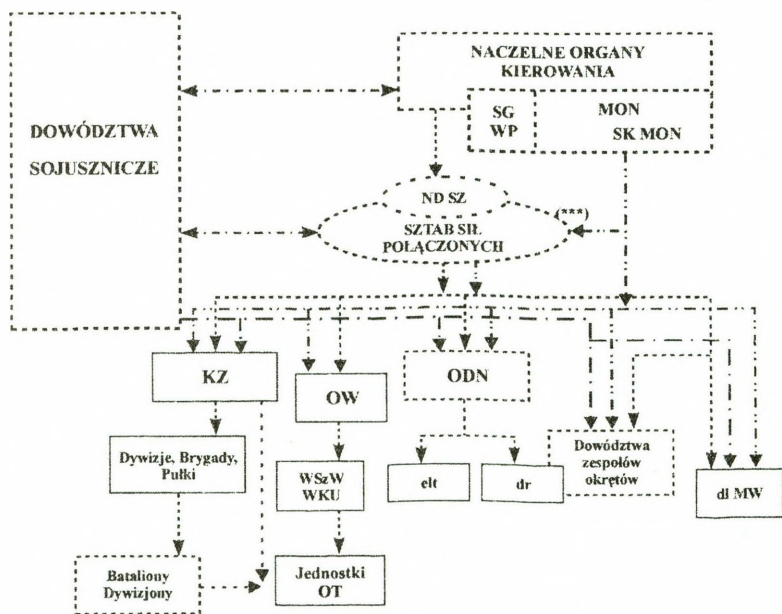 NACZELNE ORGANY
KIEROWANIA
SG
WP
MON
SK MON
DOWÓDZTWA
SOJUSZNICZE
ND SZ
(***)
SZTAB SIŁ
POŁĄCZONYCH
KZ
OW
ODN
Dywizje, Brygady,
Pułki
WSzW
WKU
elt
dr
Dowództwa
zespołów
okrętów
dl MW
Bataliony
Dywizjony
Jednostki
OT